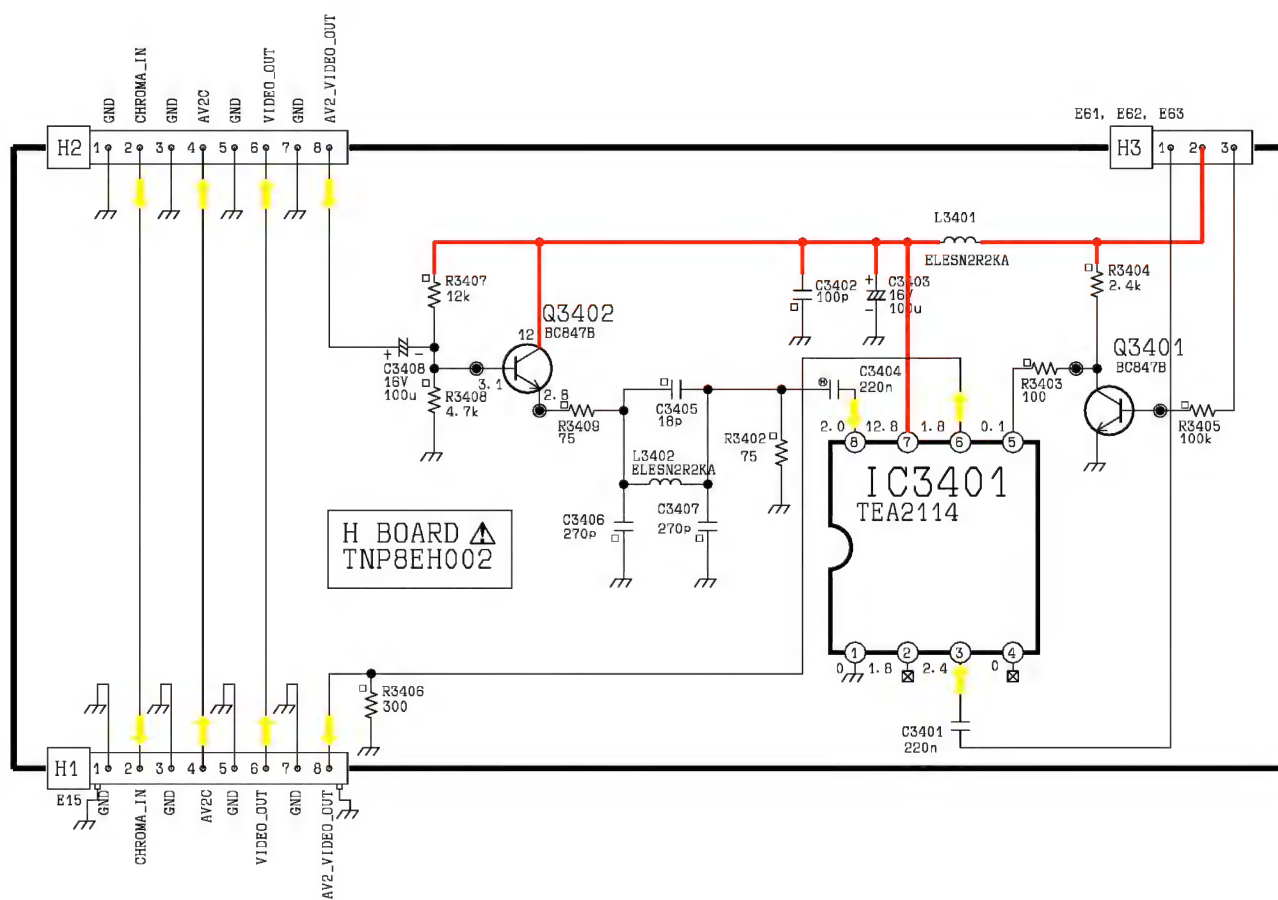 GND
CHROMA_IN
GND
AV2C
GND
VIDEO_OUT
GND
AV2_VIDEO_OUT
H2 1 2 3 4 5 6 7 8
E61, E62, E63
H3 1 2 3
L3401
ELESN2R2KA
R3407
12k
C3402
100p
+ C3403
16V
100u
-
R3404
2.4k
Q3402
BC847B
12
3.1
2.8
+ -
C3408
16V
100u
R3408
4.7k
R3409
75
C3405
18p
L3402
ELESN2R2KA
C3406
270p
C3407
270p
R3402
75
C3404
220n
R3403
100
Q3401
BC847B
R3405
100k
2.0 12.8 1.8 0.1
8 7 6 5
IC3401
TEA2114
1 2 3 4
0 1.8 2.4 0
C3401
220n
H BOARD
TNP8EH002
R3406
300
H1 1 2 3 4 5 6 7 8
E15
GND
CHROMA_IN
GND
AV2C
GND
VIDEO_OUT
GND
AV2_VIDEO_OUT